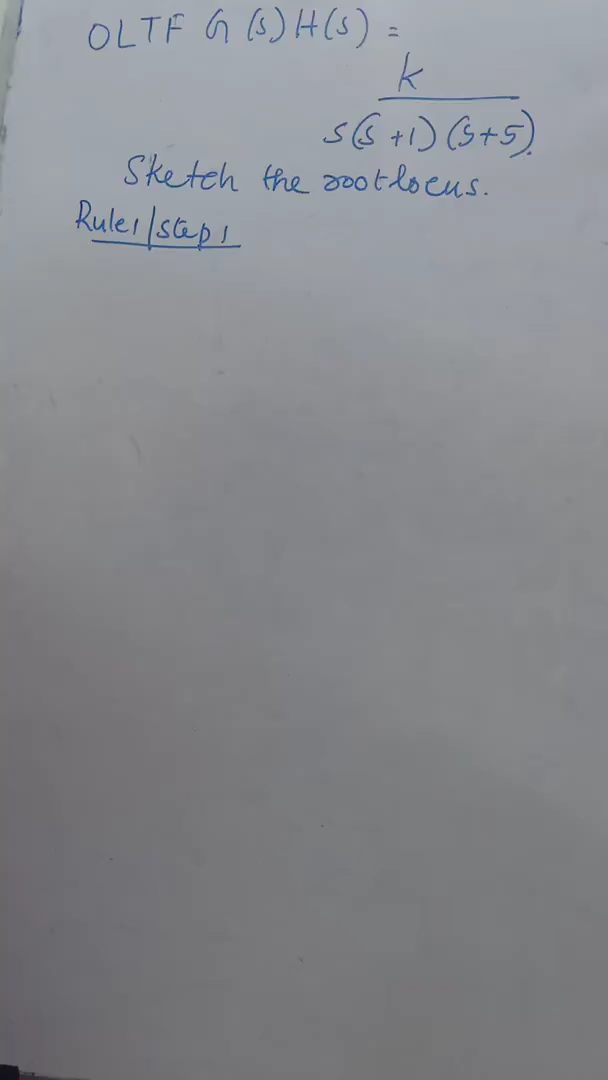 OLTF G(s)H(s) =
k
s(s+1)(s+5).
Sketch the rootlocus.
Rule1/step1